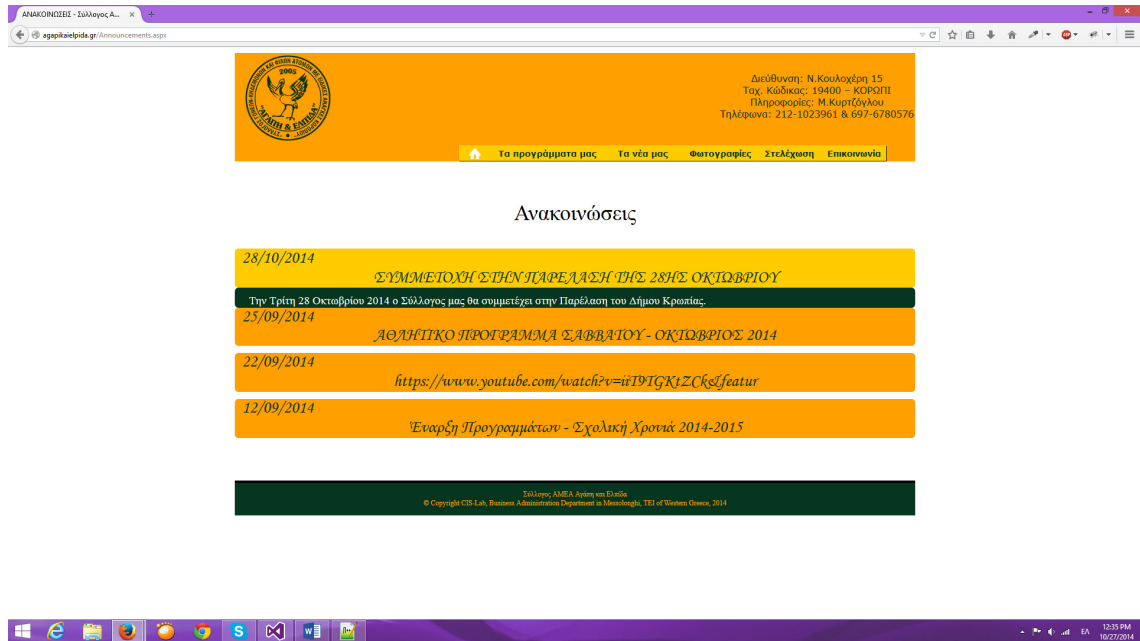 ΑΝΑΚΟΙΝΩΣΕΙΣ - Σύλλογος Α...
agapikaielpida.gr/Announcements.aspx
2005
"ΑΓΑΠΗ & ΕΛΠΙΔΑ"
Διεύθυνση: Ν.Κουλοχέρη 15
Ταχ. Κώδικας: 19400 – ΚΟΡΩΠΙ
Πληροφορίες: Μ.Κυρτζόγλου
Τηλέφωνα: 212-1023961 & 697-6780576
Τα προγράμματα μας Τα νέα μας Φωτογραφίες Στελέχωση Επικοινωνία
Ανακοινώσεις
28/10/2014
ΣΥΜΜΕΤΟΧΗ ΣΤΗΝ ΠΑΡΕΛΑΣΗ ΤΗΣ 28ΗΣ ΟΚΤΩΒΡΙΟΥ
Την Τρίτη 28 Οκτωβρίου 2014 ο Σύλλογος μας θα συμμετέχει στην Παρέλαση του Δήμου Κρωπίας.
25/09/2014
ΑΘΛΗΤΙΚΟ ΠΡΟΓΡΑΜΜΑ ΣΑΒΒΑΤΟΥ - ΟΚΤΩΒΡΙΟΣ 2014
22/09/2014
https://www.youtube.com/watch?v=iiT9TGKtZCk&featur
12/09/2014
Έναρξη Προγραμμάτων - Σχολική Χρονιά 2014-2015
Σύλλογος ΑΜΕΑ Αγάπη και Ελπίδα
© Copyright CIS-Lab, Business Administration Department in Messolonghi, TEI of Western Greece, 2014
ΕΛ
12:35 PM
10/27/2014